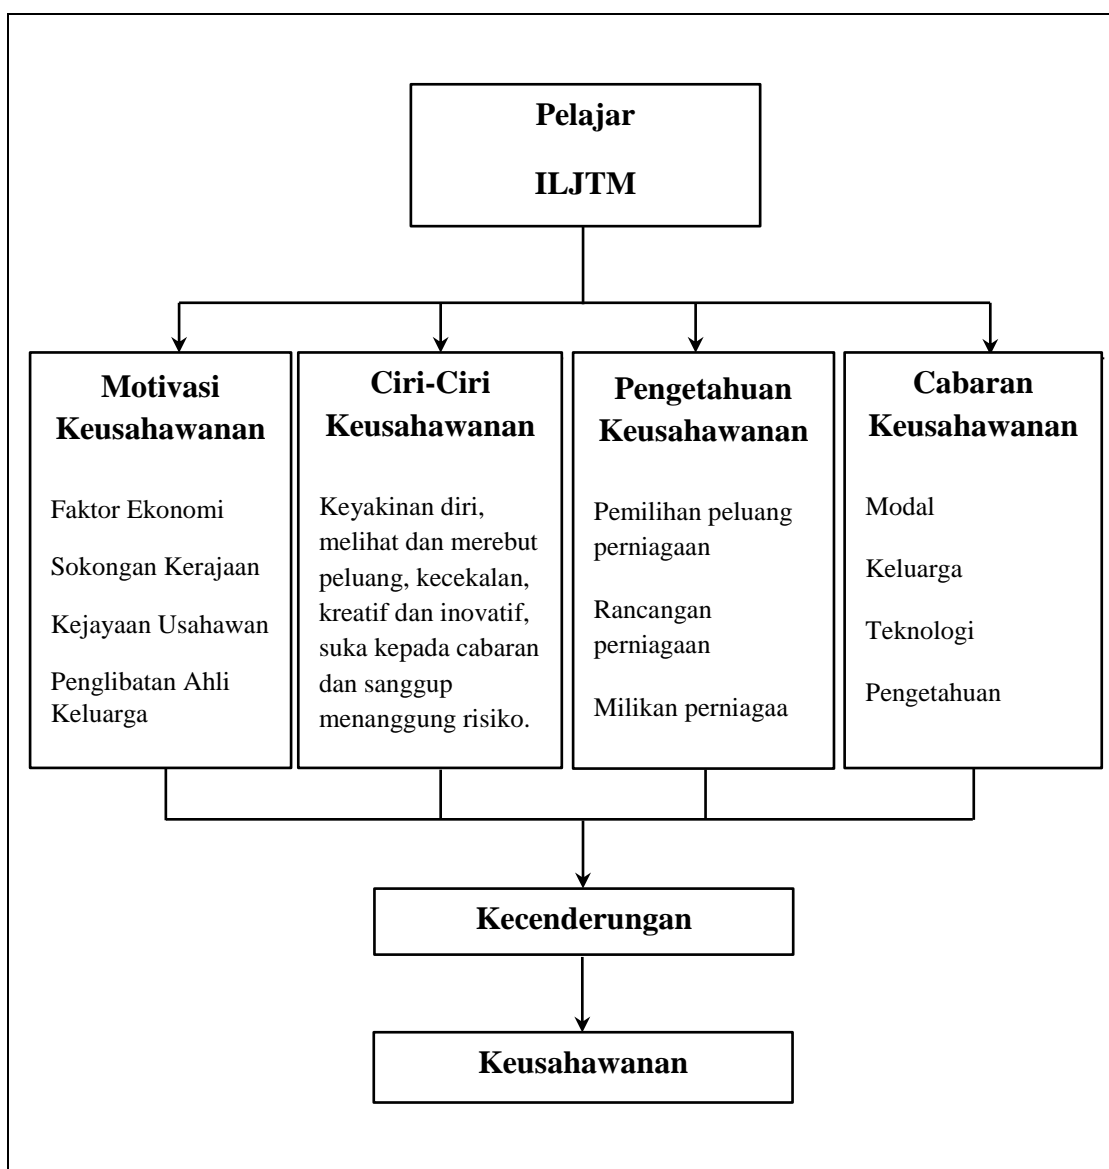 Pelajar
ILJTM
Motivasi
Keusahawanan
Faktor Ekonomi
Sokongan Kerajaan
Kejayaan Usahawan
Penglibatan Ahli
Keluarga
Ciri-Ciri
Keusahawanan
Keyakinan diri,
melihat dan merebut
peluang, kecekalan,
kreatif dan inovatif,
suka kepada cabaran
dan sanggup
menanggung risiko.
Pengetahuan
Keusahawanan
Pemilihan peluang
perniagaan
Rancangan
perniagaan
Milikan perniagaa
Cabaran
Keusahawanan
Modal
Keluarga
Teknologi
Pengetahuan
Kecenderungan
Keusahawanan